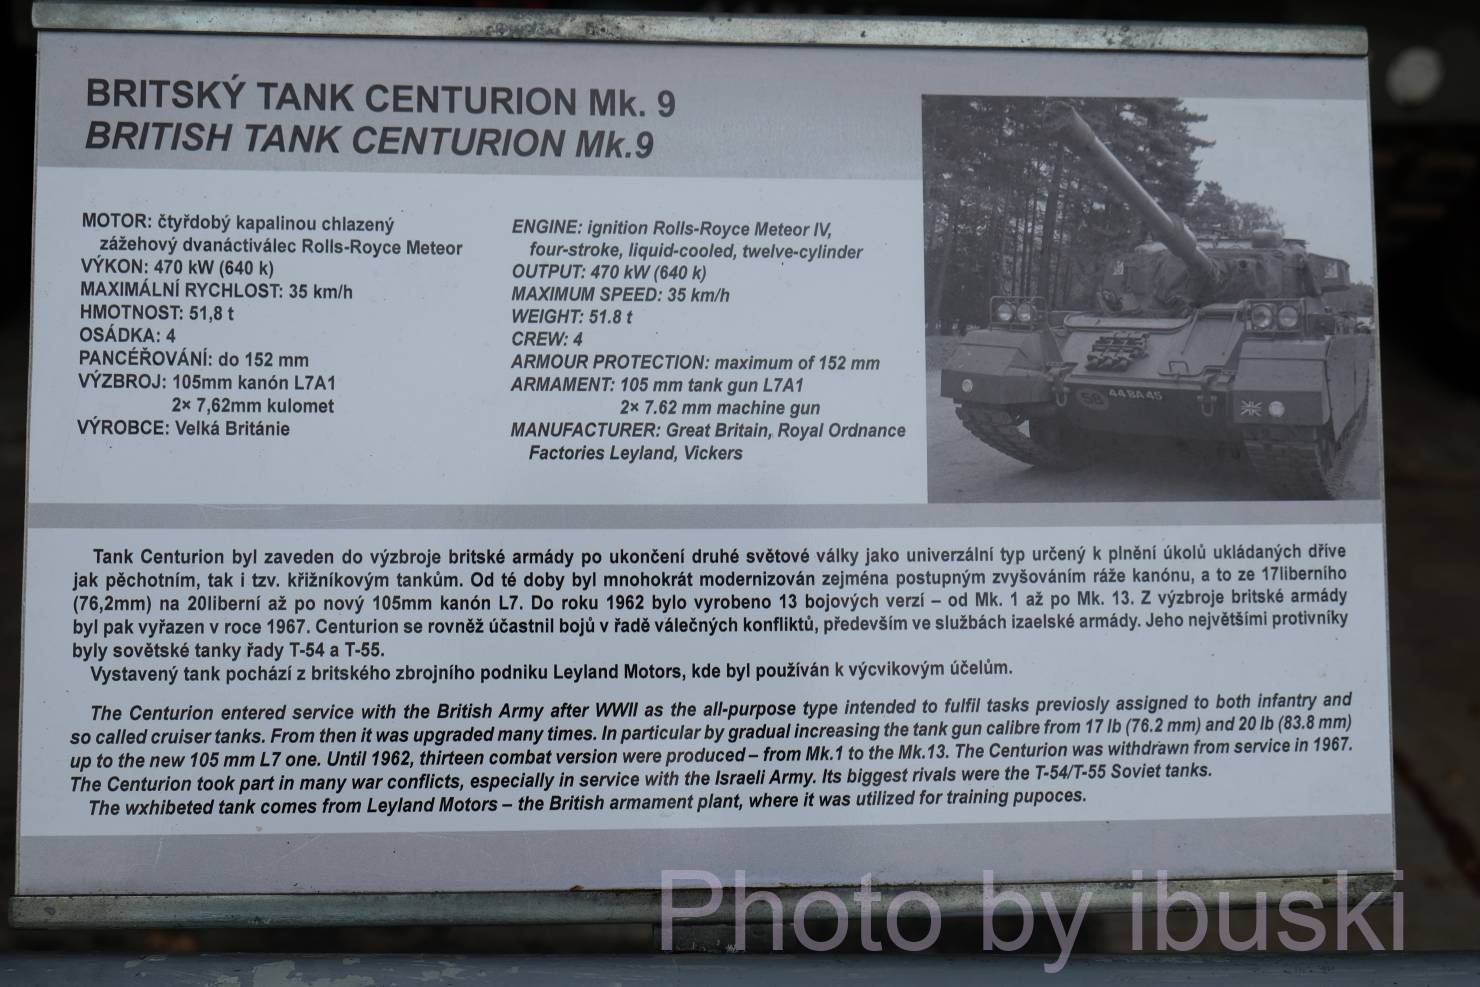 BRITSKÝ TANK CENTURION Mk. 9
BRITISH TANK CENTURION Mk.9
MOTOR: čtyřdobý kapalinou chlazený
zážehový dvanáctiválec Rolls-Royce Meteor
VÝKON: 470 kW (640 k)
MAXIMÁLNÍ RYCHLOST: 35 km/h
HMOTNOST: 51,8 t
OSÁDKA: 4
PANCÉŘOVÁNÍ: do 152 mm
VÝZBROJ: 105mm kanón L7A1
2× 7,62mm kulomet
VÝROBCE: Velká Británie
ENGINE: ignition Rolls-Royce Meteor IV,
four-stroke, liquid-cooled, twelve-cylinder
OUTPUT: 470 kW (640 k)
MAXIMUM SPEED: 35 km/h
WEIGHT: 51.8 t
CREW: 4
ARMOUR PROTECTION: maximum of 152 mm
ARMAMENT: 105 mm tank gun L7A1
2× 7.62 mm machine gun
MANUFACTURER: Great Britain, Royal Ordnance
Factories Leyland, Vickers
58
44 BA 45
Tank Centurion byl zaveden do výzbroje britské armády po ukončení druhé světové války jako univerzální typ určený k plnění úkolů ukládaných dříve
jak pěchotním, tak i tzv. křižníkovým tankům. Od té doby byl mnohokrát modernizován zejména postupným zvyšováním ráže kanónu, a to ze 17liberního
(76,2mm) na 20liberní až po nový 105mm kanón L7. Do roku 1962 bylo vyrobeno 13 bojových verzí – od Mk. 1 až po Mk. 13. Z výzbroje britské armády
byl pak vyřazen v roce 1967. Centurion se rovněž účastnil bojů v řadě válečných konfliktů, především ve službách izaelské armády. Jeho největšími protivníky
byly sovětské tanky řady T-54 a T-55.
Vystavený tank pochází z britského zbrojního podniku Leyland Motors, kde byl používán k výcvikovým účelům.
The Centurion entered service with the British Army after WWII as the all-purpose type intended to fulfil tasks previosly assigned to both infantry and
so called cruiser tanks. From then it was upgraded many times. In particular by gradual increasing the tank gun calibre from 17 lb (76.2 mm) and 20 lb (83.8 mm)
up to the new 105 mm L7 one. Until 1962, thirteen combat version were produced – from Mk.1 to the Mk.13. The Centurion was withdrawn from service in 1967.
The Centurion took part in many war conflicts, especially in service with the Israeli Army. Its biggest rivals were the T-54/T-55 Soviet tanks.
The wxhibeted tank comes from Leyland Motors – the British armament plant, where it was utilized for training pupoces.
Photo by ibuski